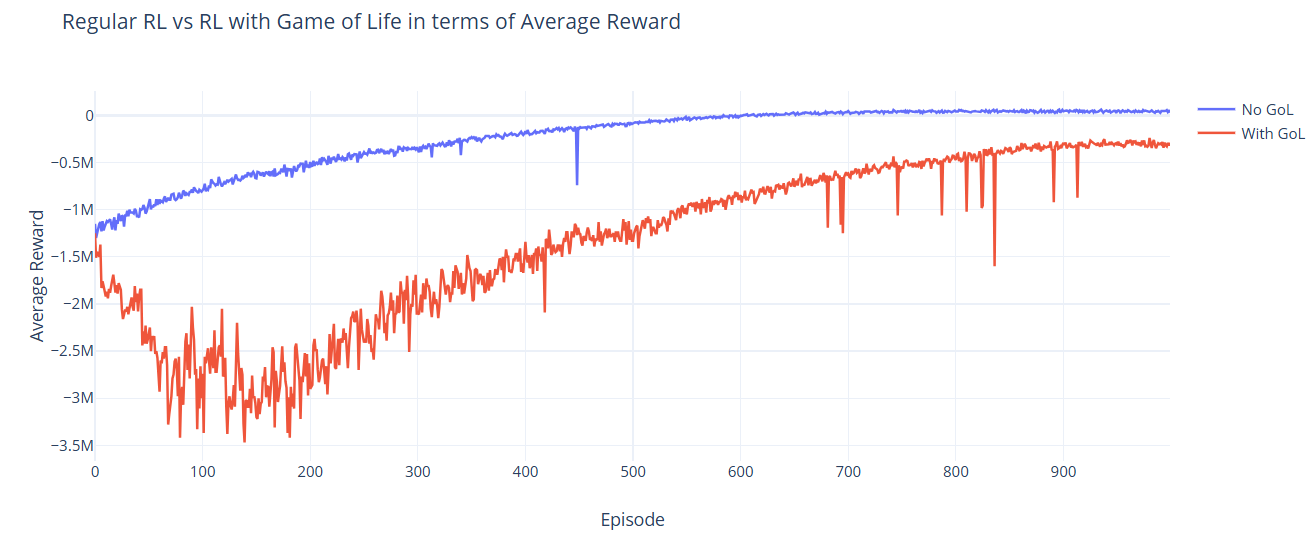 Regular RL vs RL with Game of Life in terms of Average Reward
No GoL
With GoL
Average Reward
0
−0.5M
−1M
−1.5M
−2M
−2.5M
−3M
−3.5M
0 100 200 300 400 500 600 700 800 900
Episode